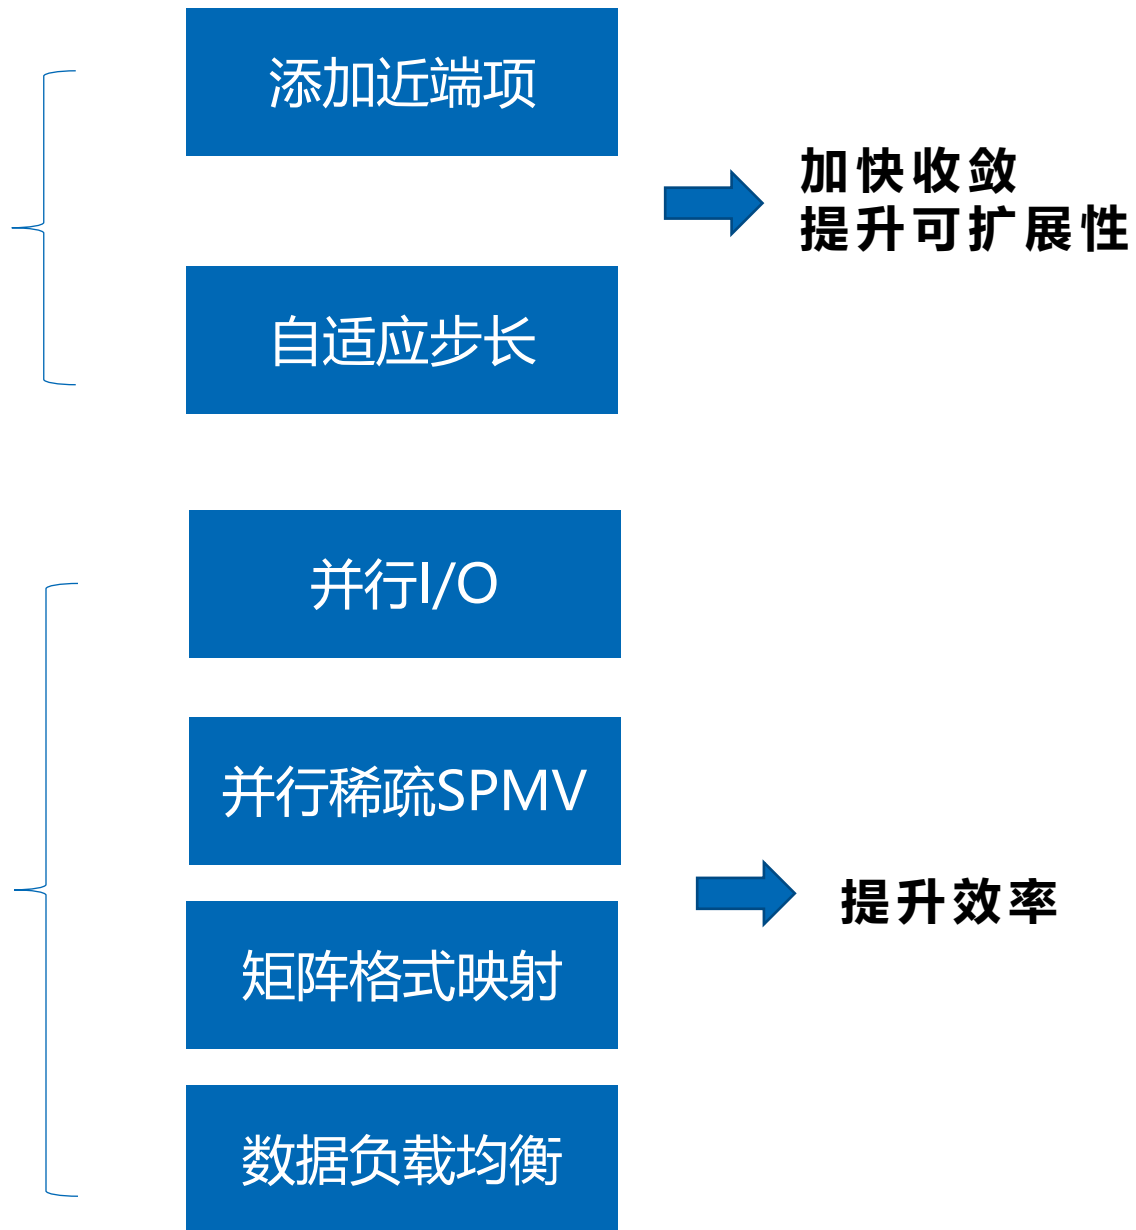 添加近端项
加快收敛
提升可扩展性
自适应步长
并行I/O
并行稀疏SPMV
提升效率
矩阵格式映射
数据负载均衡